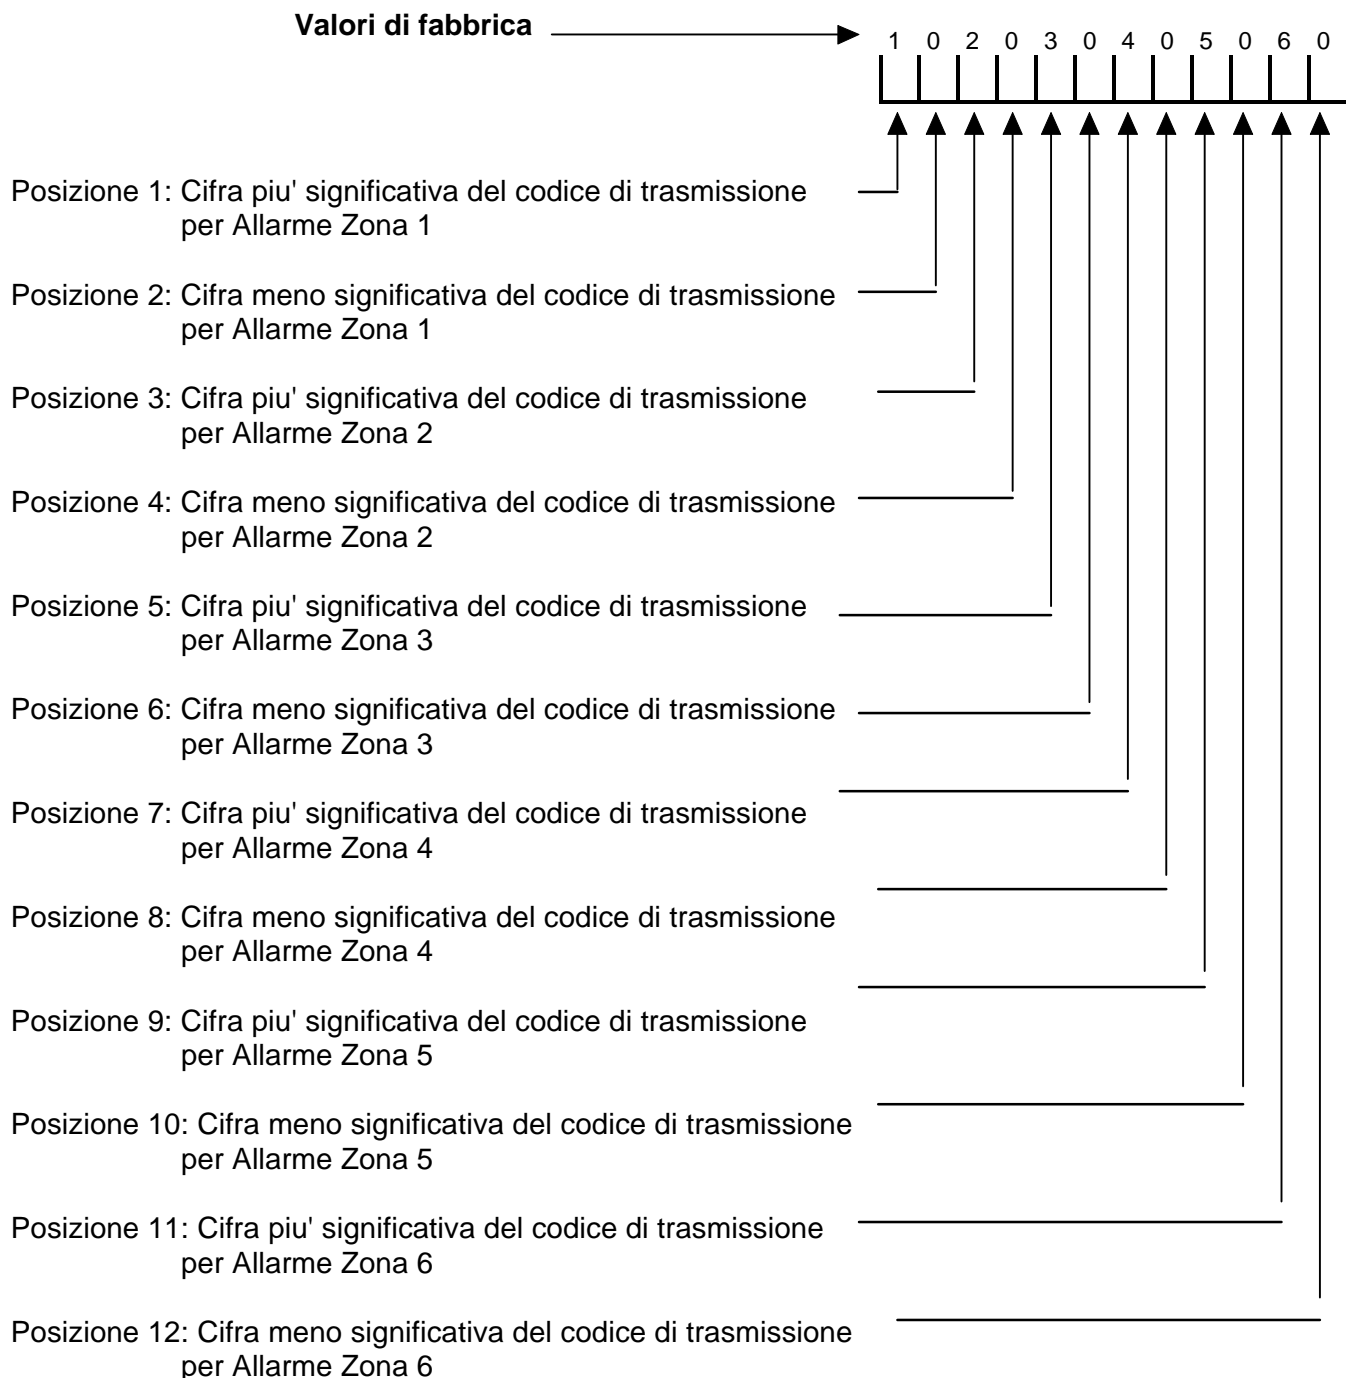 Valori di fabbrica
1 0 2 0 3 0 4 0 5 0 6 0
Posizione 1: Cifra piu' significativa del codice di trasmissione
per Allarme Zona 1
Posizione 2: Cifra meno significativa del codice di trasmissione
per Allarme Zona 1
Posizione 3: Cifra piu' significativa del codice di trasmissione
per Allarme Zona 2
Posizione 4: Cifra meno significativa del codice di trasmissione
per Allarme Zona 2
Posizione 5: Cifra piu' significativa del codice di trasmissione
per Allarme Zona 3
Posizione 6: Cifra meno significativa del codice di trasmissione
per Allarme Zona 3
Posizione 7: Cifra piu' significativa del codice di trasmissione
per Allarme Zona 4
Posizione 8: Cifra meno significativa del codice di trasmissione
per Allarme Zona 4
Posizione 9: Cifra piu' significativa del codice di trasmissione
per Allarme Zona 5
Posizione 10: Cifra meno significativa del codice di trasmissione
per Allarme Zona 5
Posizione 11: Cifra piu' significativa del codice di trasmissione
per Allarme Zona 6
Posizione 12: Cifra meno significativa del codice di trasmissione
per Allarme Zona 6